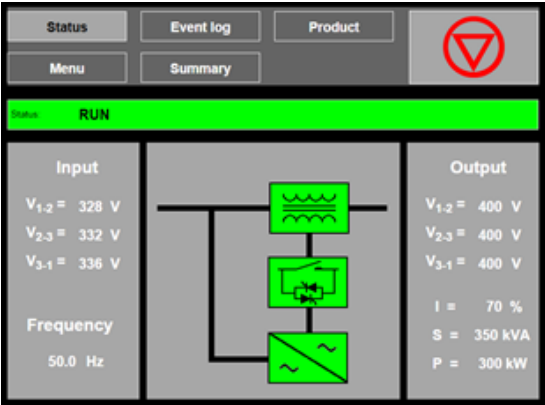 Status
Event log
Product
Menu
Summary
Status: RUN
Input
V1-2 = 328 V
V2-3 = 332 V
V3-1 = 336 V
Frequency
50.0 Hz
Output
V1-2 = 400 V
V2-3 = 400 V
V3-1 = 400 V
I = 70 %
S = 350 kVA
P = 300 kW